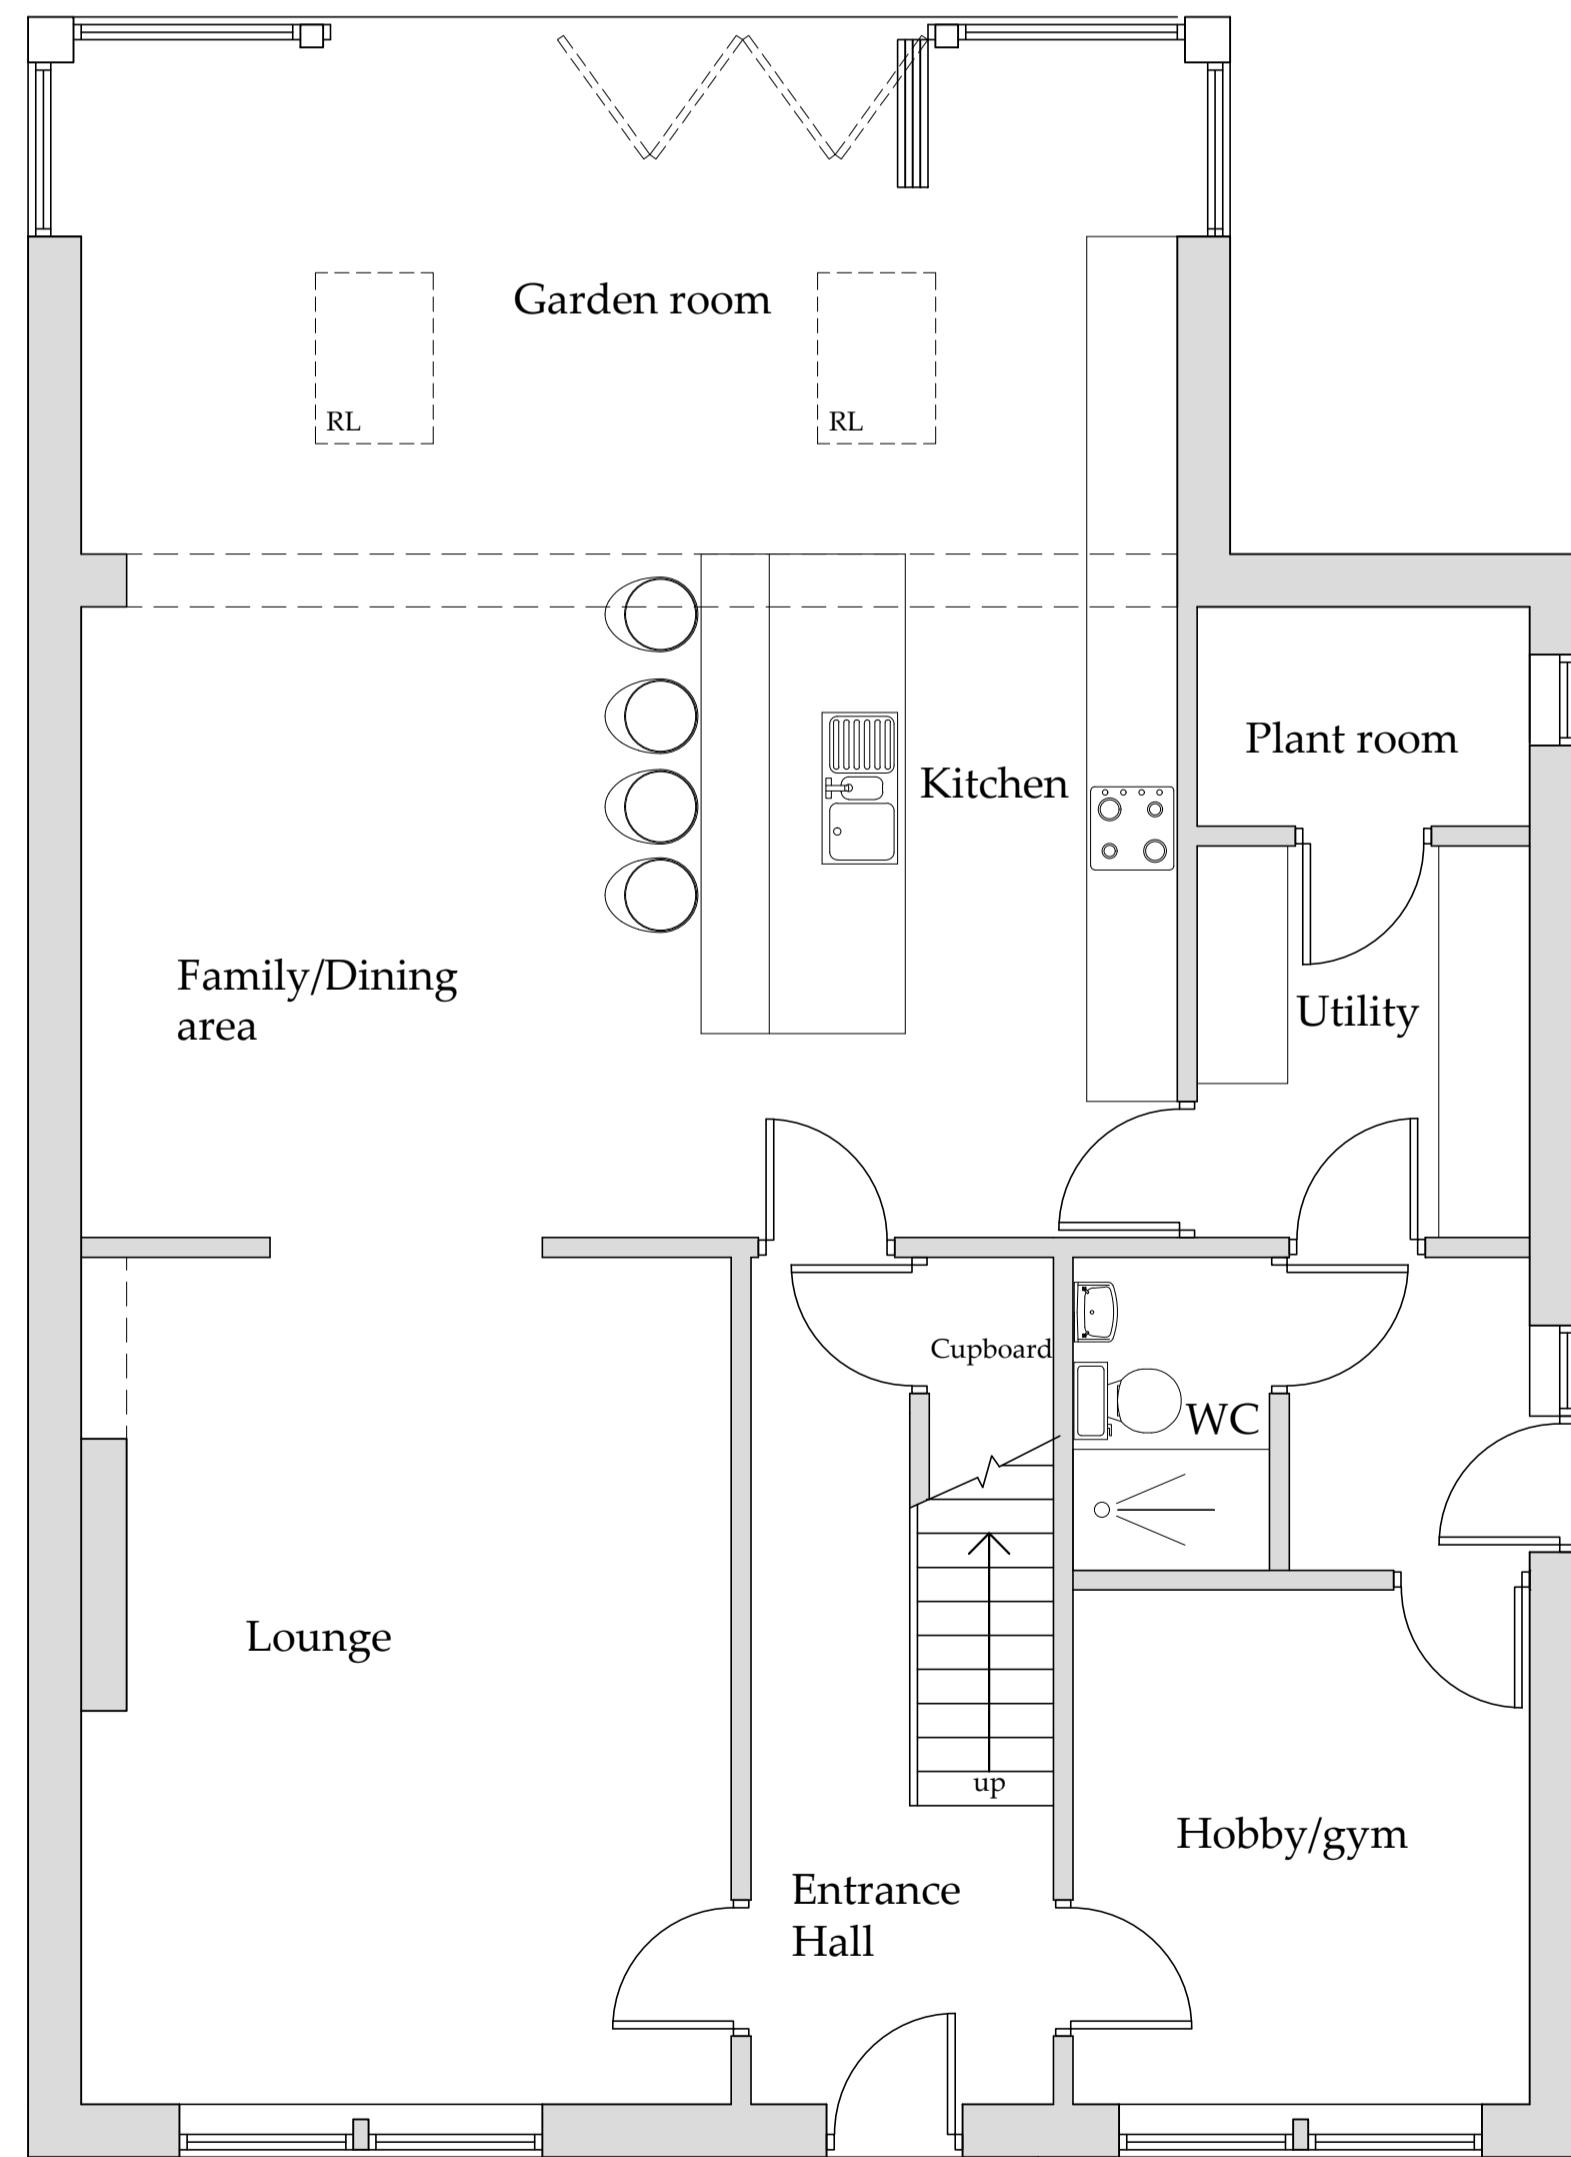 Garden room
RL
RL
Plant room
Kitchen
Family/Dining
area
Utility
Cupboard
WC
Lounge
up
Hobby/gym
Entrance
Hall